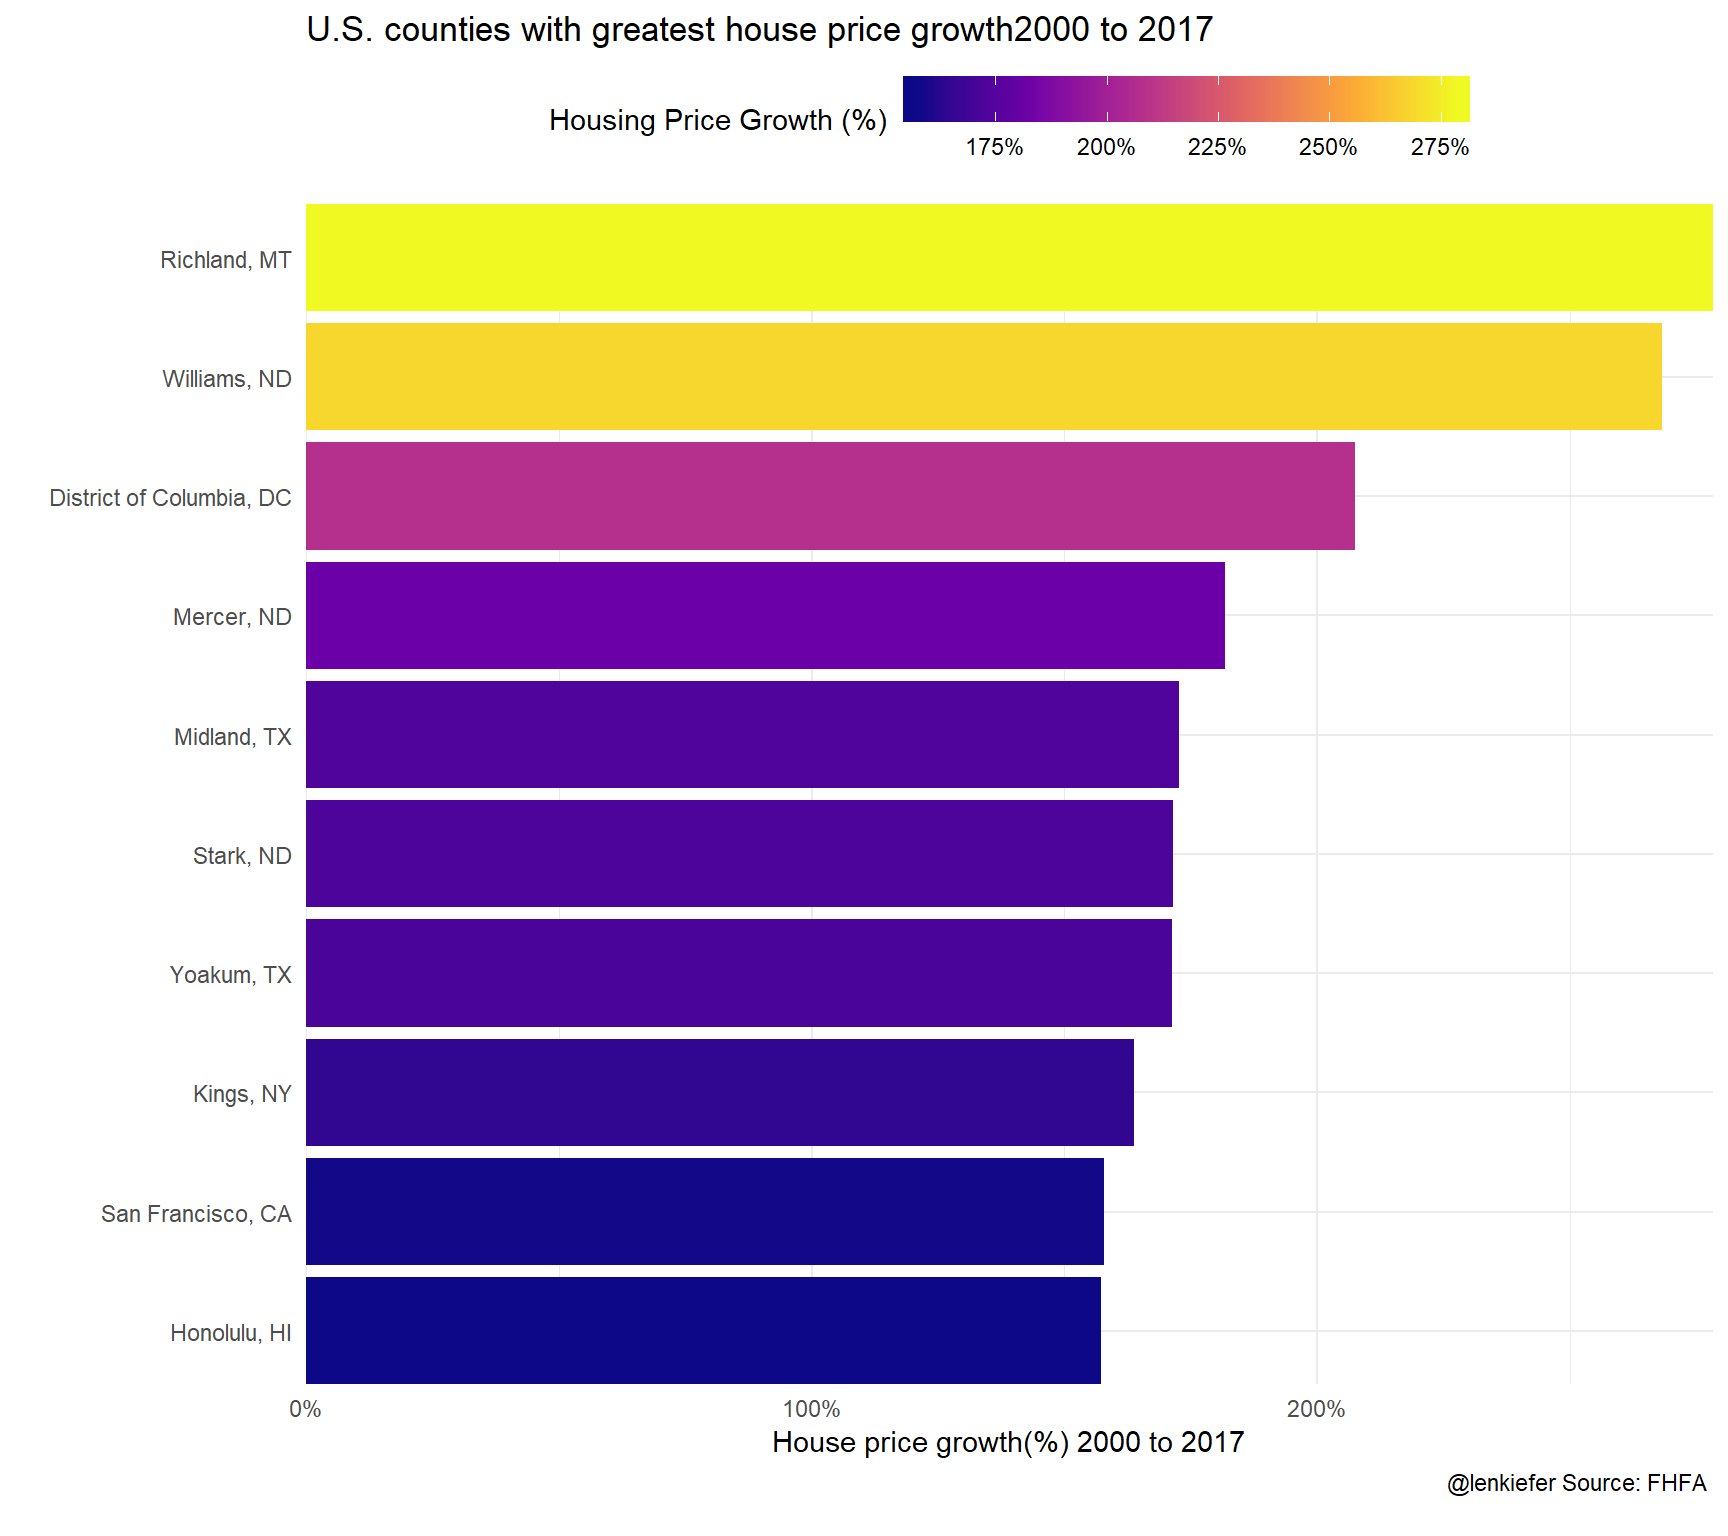 U.S. counties with greatest house price growth2000 to 2017
Housing Price Growth (%)
175% 200% 225% 250% 275%
Richland, MT
Williams, ND
District of Columbia, DC
Mercer, ND
Midland, TX
Stark, ND
Yoakum, TX
Kings, NY
San Francisco, CA
Honolulu, HI
0% 100% 200%
House price growth(%) 2000 to 2017
@lenkiefer Source: FHFA